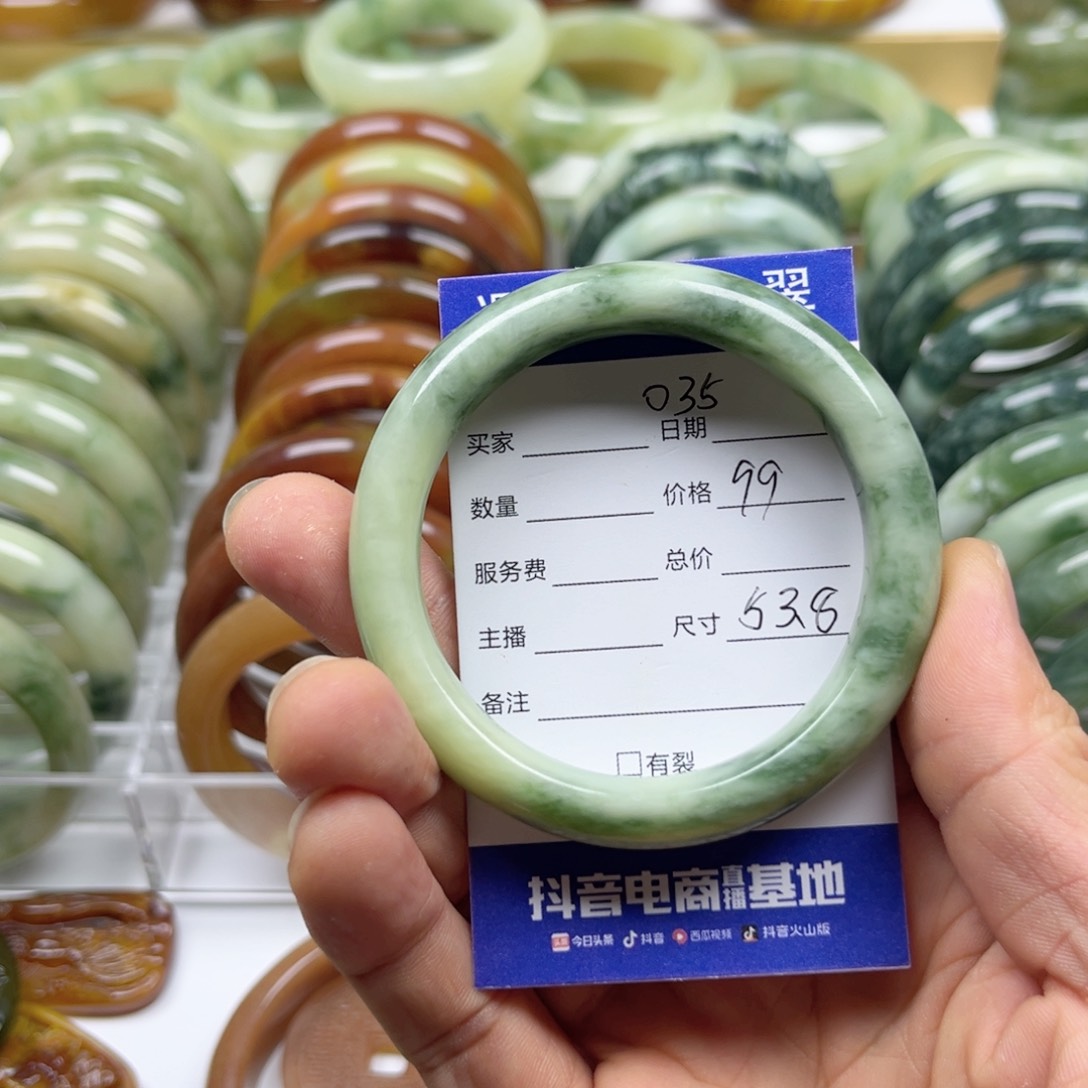 翠
035
买家 日期
数量 价格 99
服务费 总价
主播 尺寸 53.8
备注
□有裂
抖音电商直播基地
今日头条 抖音 西瓜视频 抖音火山版